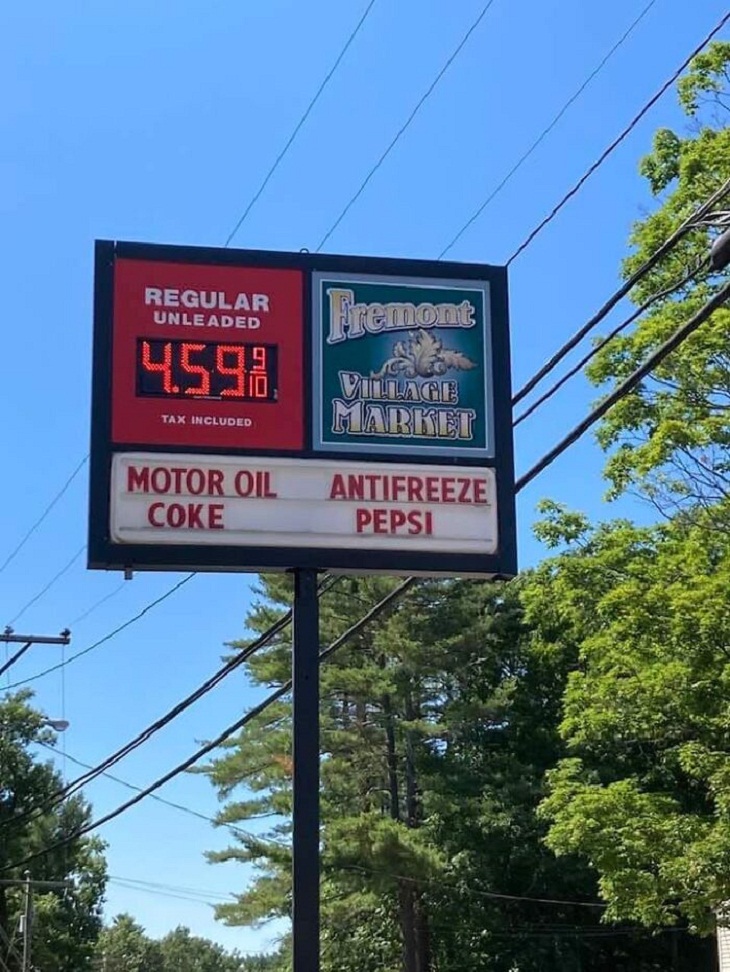 REGULAR
UNLEADED
4.59 9/10
TAX INCLUDED
Fremont
VILLAGE
MARKET
MOTOR OIL ANTIFREEZE
COKE PEPSI